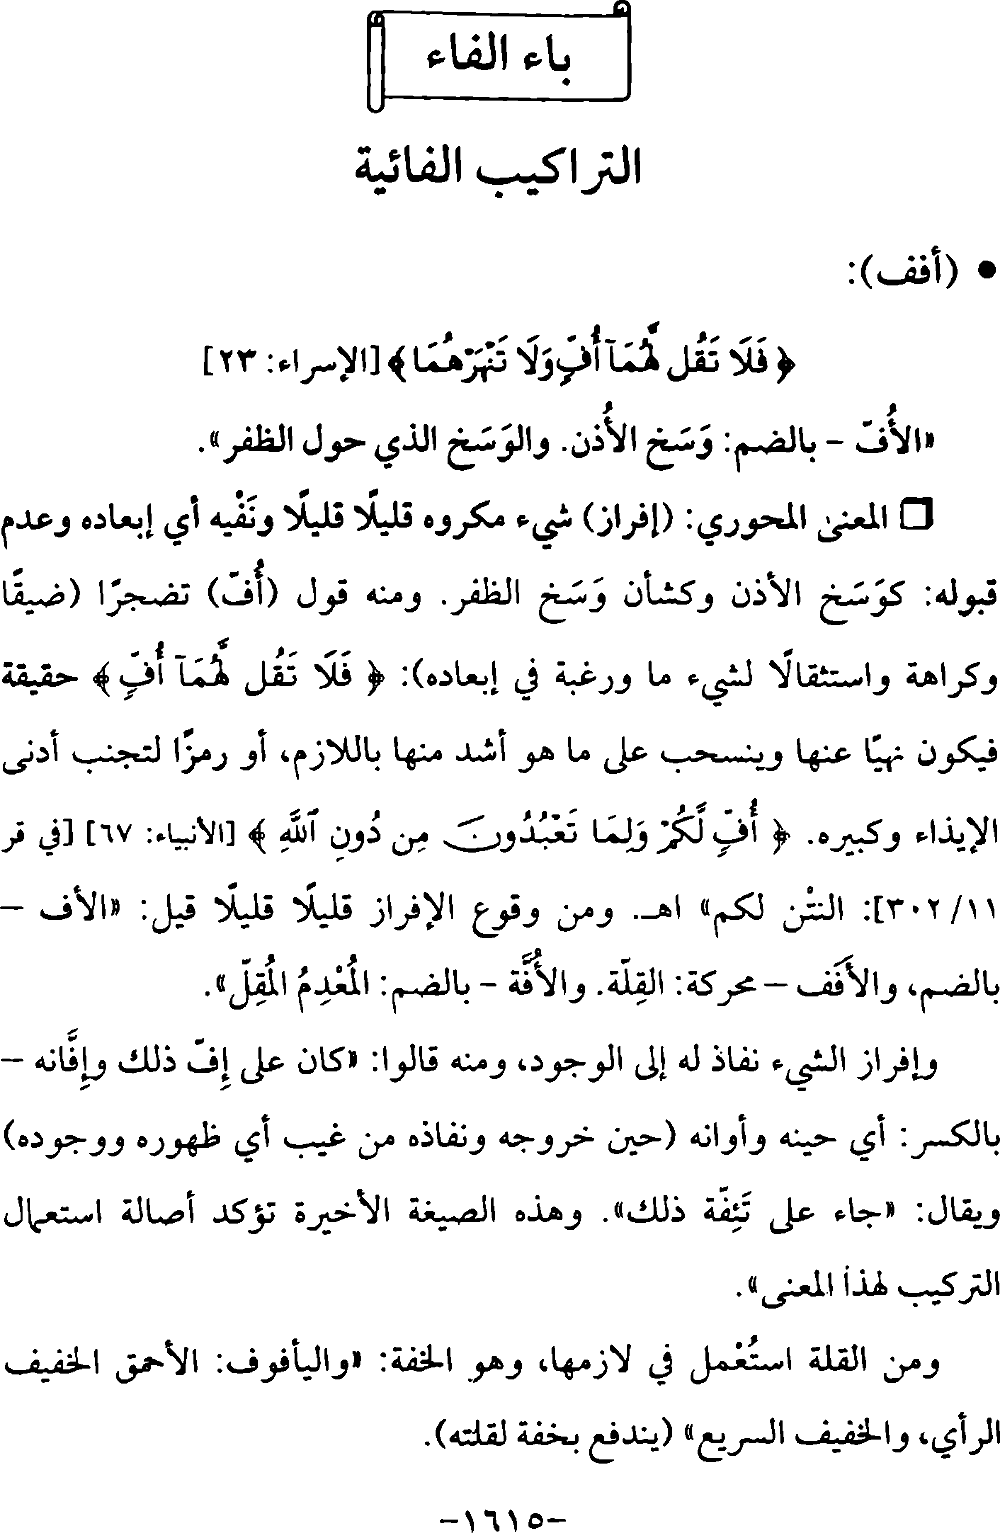 باء الفاء
التراكيب الفائية
• (أفف):
﴿ فَلَا تَقُل لَّهُمَآ أُفٍّ وَلَا تَنْهَرْهُمَا ﴾ [الإسراء: ٢٣]
«الأُفّ – بالضم: وَسَخ الأُذن. والوَسَخ الذي حول الظفر».
❒ المعنى المحوري: (إفراز) شيء مكروه قليلًا قليلًا ونَفْيه أي إبعاده وعدم
قبوله: كوَسَخ الأذن وكشأن وَسَخ الظفر. ومنه قول (أُفّ) تضجرًا (ضيقًا
وكراهة واستثقالًا لشيء ما ورغبة في إبعاده): ﴿ فَلَا تَقُل لَّهُمَآ أُفٍّ ﴾ حقيقة
فيكون نهيًا عنها وينسحب على ما هو أشد منها باللازم، أو رمزًا لتجنب أدنى
الإيذاء وكبيره. ﴿ أُفٍّ لَّكُمْ وَلِمَا تَعْبُدُونَ مِن دُونِ ٱللَّهِ ﴾ [الأنبياء: ٦٧] [في قر
١١/ ٣٠٢]: النتْن لكم» اهـ. ومن وقوع الإفراز قليلًا قليلًا قيل: «الأف –
بالضم، والأَفَف – محركة: القِلّة. والأُفَّة – بالضم: المُعْدِمُ المُقِلّ».
وإفراز الشيء نفاذ له إلى الوجود، ومنه قالوا: «كان على إِفّ ذلك وإِفَّانه –
بالكسر: أي حينه وأوانه (حين خروجه ونفاذه من غيب أي ظهوره ووجوده)
ويقال: «جاء على تَئِفّة ذلك». وهذه الصيغة الأخيرة تؤكد أصالة استعمال
التركيب لهذا المعنى».
ومن القلة استُعْمل في لازمها، وهو الخفة: «واليأفوف: الأحمق الخفيف
الرأي، والخفيف السريع» (يندفع بخفة لقلته).
-١٦١٥-